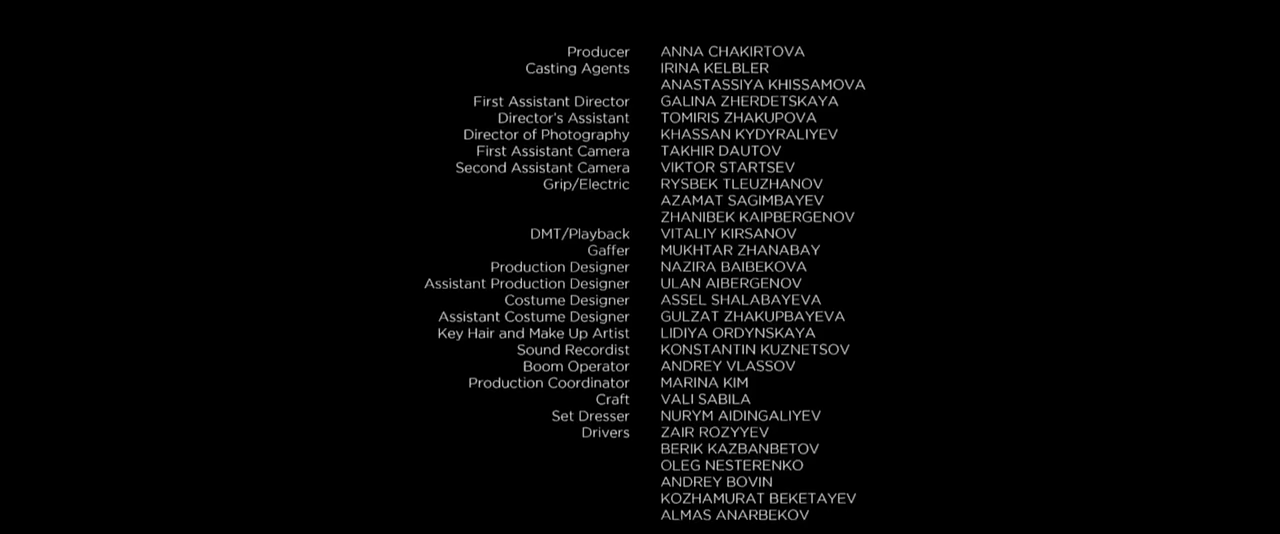 Producer ANNA CHAKIRTOVA
Casting Agents IRINA KELBLER
ANASTASSIYA KHISSAMOVA
First Assistant Director GALINA ZHERDETSKAYA
Director's Assistant TOMIRIS ZHAKUPOVA
Director of Photography KHASSAN KYDYRALIYEV
First Assistant Camera TAKHIR DAUTOV
Second Assistant Camera VIKTOR STARTSEV
Grip/Electric RYSBEK TLEUZHANOV
AZAMAT SAGIMBAYEV
ZHANIBEK KAIPBERGENOV
DMT/Playback VITALIY KIRSANOV
Gaffer MUKHTAR ZHANABAY
Production Designer NAZIRA BAIBEKOVA
Assistant Production Designer ULAN AIBERGENOV
Costume Designer ASSEL SHALABAYEVA
Assistant Costume Designer GULZAT ZHAKUPBAYEVA
Key Hair and Make Up Artist LIDIYA ORDYNSKAYA
Sound Recordist KONSTANTIN KUZNETSOV
Boom Operator ANDREY VLASSOV
Production Coordinator MARINA KIM
Craft VALI SABILA
Set Dresser NURYM AIDINGALIYEV
Drivers ZAIR ROZYYEV
BERIK KAZBANBETOV
OLEG NESTERENKO
ANDREY BOVIN
KOZHAMURAT BEKETAYEV
ALMAS ANARBEKOV